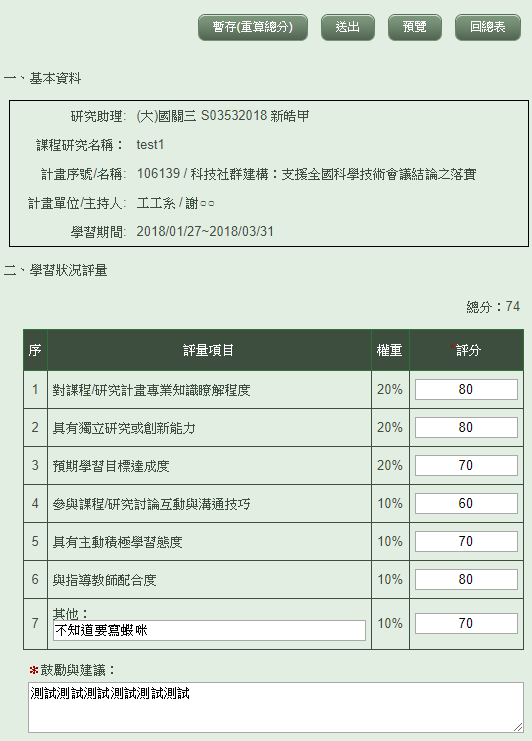 暫存(重算總分) 送出 預覽 回總表
一、基本資料
研究助理: (大)國關三 S03532018 新皓甲
課程研究名稱： test1
計畫序號/名稱: 106139 / 科技社群建構：支援全國科學技術會議結論之落實
計畫單位/主持人: 工工系 / 謝○○
學習期間: 2018/01/27~2018/03/31
二、學習狀況評量
總分：74
序 評量項目 權重 評分
1 對課程/研究計畫專業知識瞭解程度 20% 80
2 具有獨立研究或創新能力 20% 80
3 預期學習目標達成度 20% 70
4 參與課程/研究討論互動與溝通技巧 10% 60
5 具有主動積極學習態度 10% 70
6 與指導教師配合度 10% 80
7 其他： 10% 70
不知道要寫蝦咪
*鼓勵與建議：
測試測試測試測試測試測試